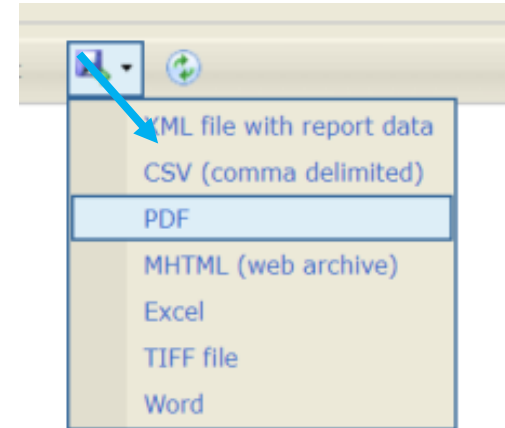 XML file with report data
CSV (comma delimited)
PDF
MHTML (web archive)
Excel
TIFF file
Word